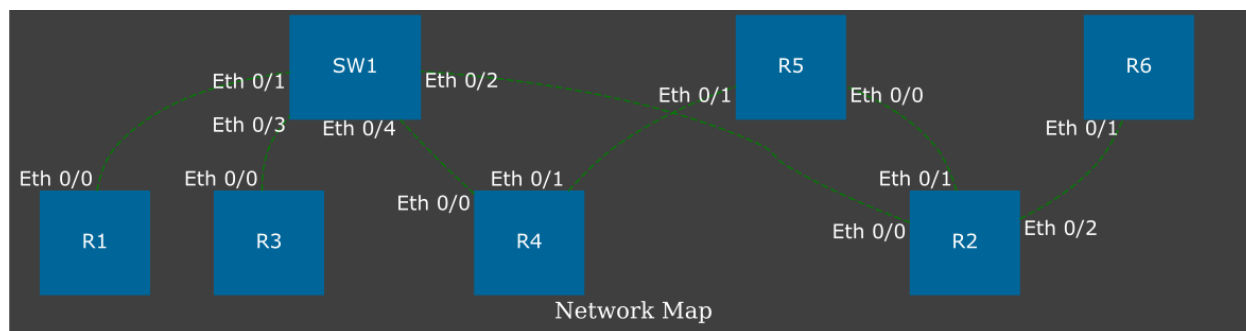 SW1
R5
R6
Eth 0/1
Eth 0/2
Eth 0/1
Eth 0/0
Eth 0/3
Eth 0/4
Eth 0/1
Eth 0/0
Eth 0/0
Eth 0/1
Eth 0/1
Eth 0/0
Eth 0/0
Eth 0/2
R1
R3
R4
R2
Network Map